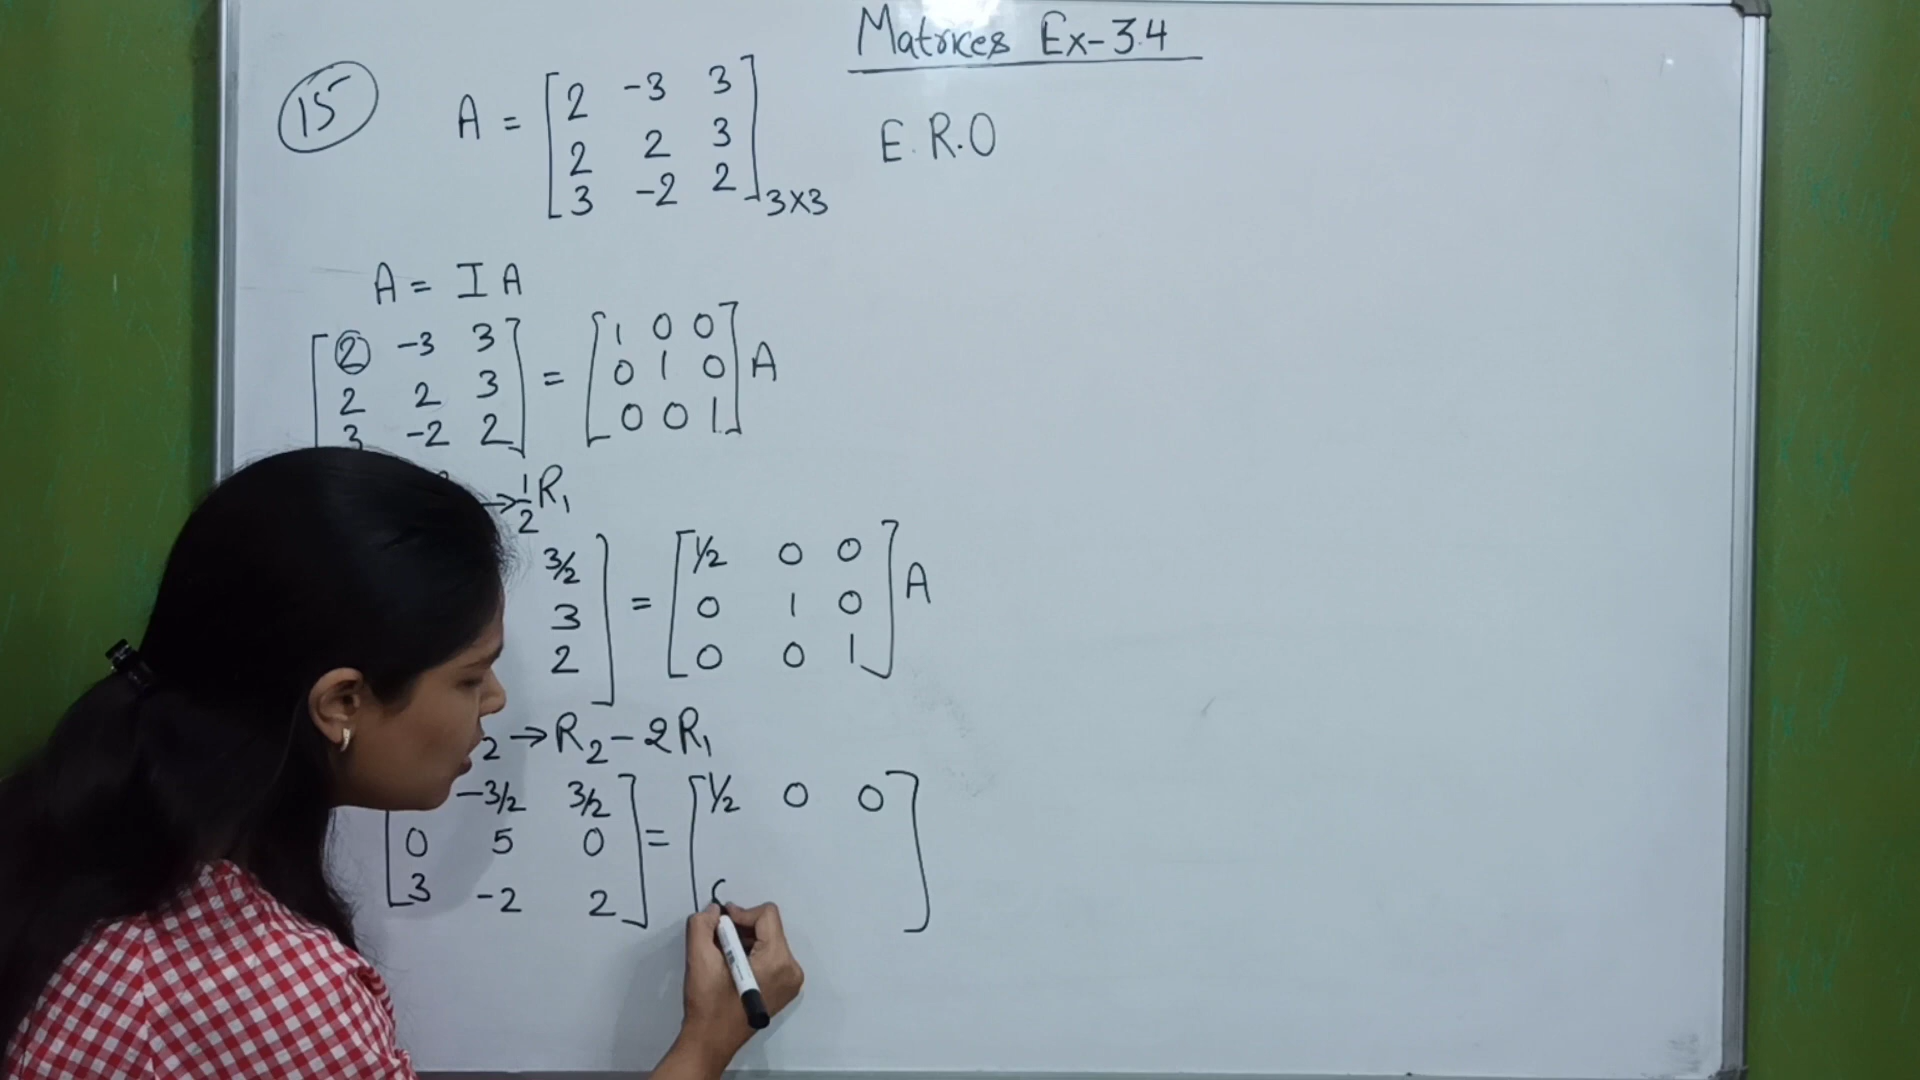 Matrices Ex-3.4
15
A = [2 -3 3
2 2 3
3 -2 2] 3×3
E.R.O
A = I A
[2 -3 3
2 2 3
3 -2 2] = [1 0 0
0 1 0
0 0 1] A
→ 1/2 R1
3/2
3
2 ] = [1/2 0 0
0 1 0
0 0 1] A
2 → R2 - 2R1
-3/2 3/2
0 5 0
3 -2 2] = [1/2 0 0 ]